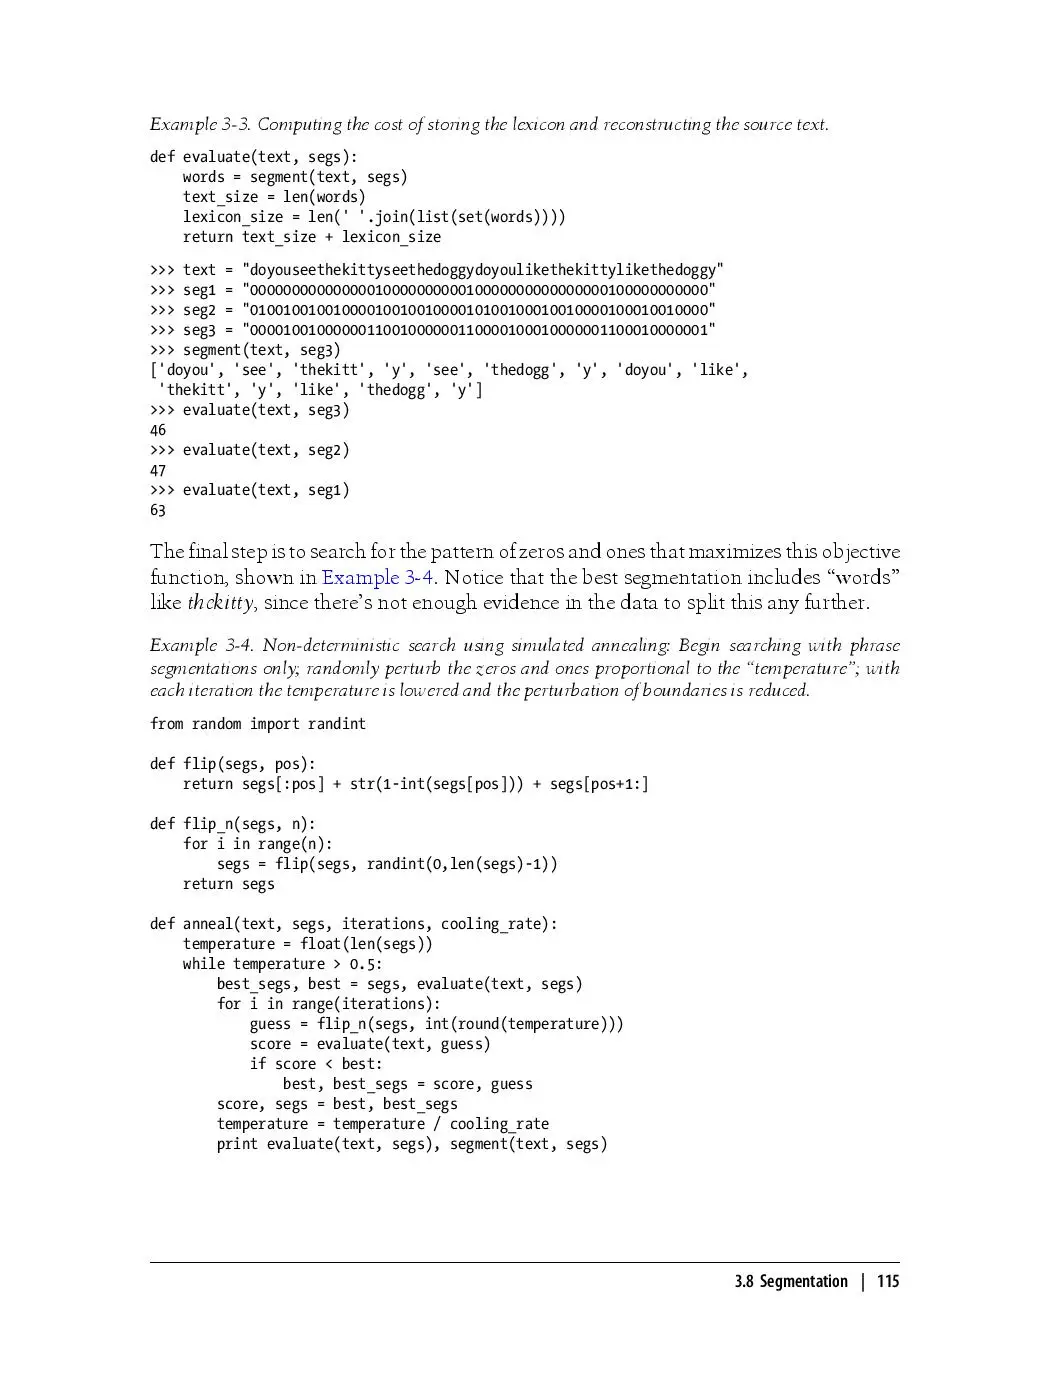 Example 3-3. Computing the cost of storing the lexicon and reconstructing the source text.
def evaluate(text, segs):
    words = segment(text, segs)
    text_size = len(words)
    lexicon_size = len(' '.join(list(set(words))))
    return text_size + lexicon_size
>>> text = "doyouseethekittyseethedoggydoyoulikethekittylikethedoggy"
>>> seg1 = "0000000000000001000000000010000000000000000100000000000"
>>> seg2 = "0100100100100001001001000010100100010010000100010010000"
>>> seg3 = "0000100100000011001000000110000100010000001100010000001"
>>> segment(text, seg3)
['doyou', 'see', 'thekitt', 'y', 'see', 'thedogg', 'y', 'doyou', 'like',
 'thekitt', 'y', 'like', 'thedogg', 'y']
>>> evaluate(text, seg3)
46
>>> evaluate(text, seg2)
47
>>> evaluate(text, seg1)
63
The final step is to search for the pattern of zeros and ones that maximizes this objective
function, shown in Example 3-4. Notice that the best segmentation includes “words”
like thekitty, since there’s not enough evidence in the data to split this any further.
Example 3-4. Non-deterministic search using simulated annealing: Begin searching with phrase
segmentations only; randomly perturb the zeros and ones proportional to the “temperature”; with
each iteration the temperature is lowered and the perturbation of boundaries is reduced.
from random import randint
def flip(segs, pos):
    return segs[:pos] + str(1-int(segs[pos])) + segs[pos+1:]
def flip_n(segs, n):
    for i in range(n):
        segs = flip(segs, randint(0,len(segs)-1))
    return segs
def anneal(text, segs, iterations, cooling_rate):
    temperature = float(len(segs))
    while temperature > 0.5:
        best_segs, best = segs, evaluate(text, segs)
        for i in range(iterations):
            guess = flip_n(segs, int(round(temperature)))
            score = evaluate(text, guess)
            if score < best:
                best, best_segs = score, guess
        score, segs = best, best_segs
        temperature = temperature / cooling_rate
        print evaluate(text, segs), segment(text, segs)
3.8 Segmentation | 115